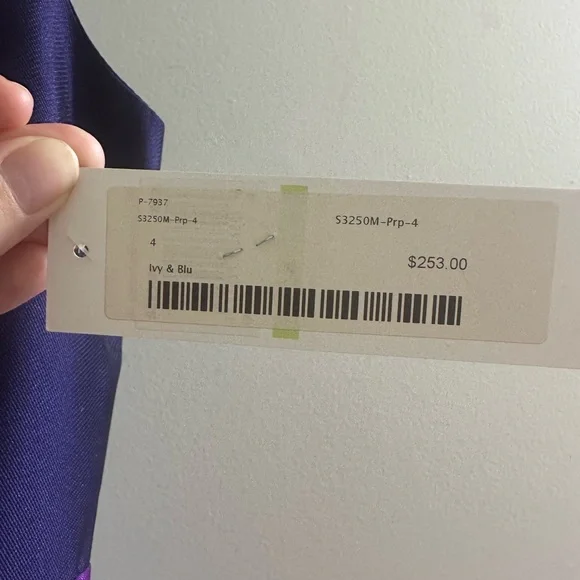 P-7937
S3250M-Prp-4
4
Ivy & Blu
S3250M-Prp-4
$253.00